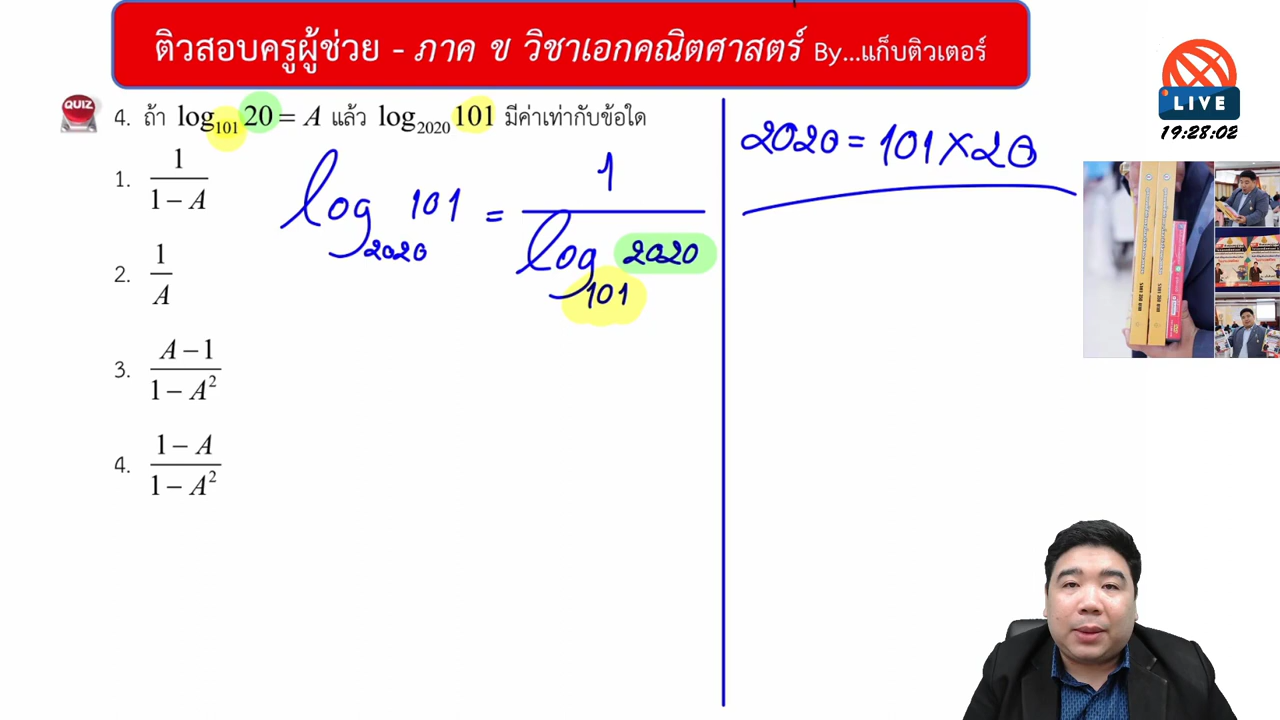 ติวสอบครูผู้ช่วย - ภาค ข วิชาเอกคณิตศาสตร์ By...แก็บติวเตอร์
LIVE
19:28:02
QUIZ
4. ถ้า log₁₀₁ 20 = A แล้ว log₂₀₂₀ 101 มีค่าเท่ากับข้อใด
1. 1/(1 − A)
2. 1/A
3. (A − 1)/(1 − A²)
4. (1 − A)/(1 − A²)
log₂₀₂₀ 101 = 1/(log₁₀₁ 2020)
2020 = 101 × 20